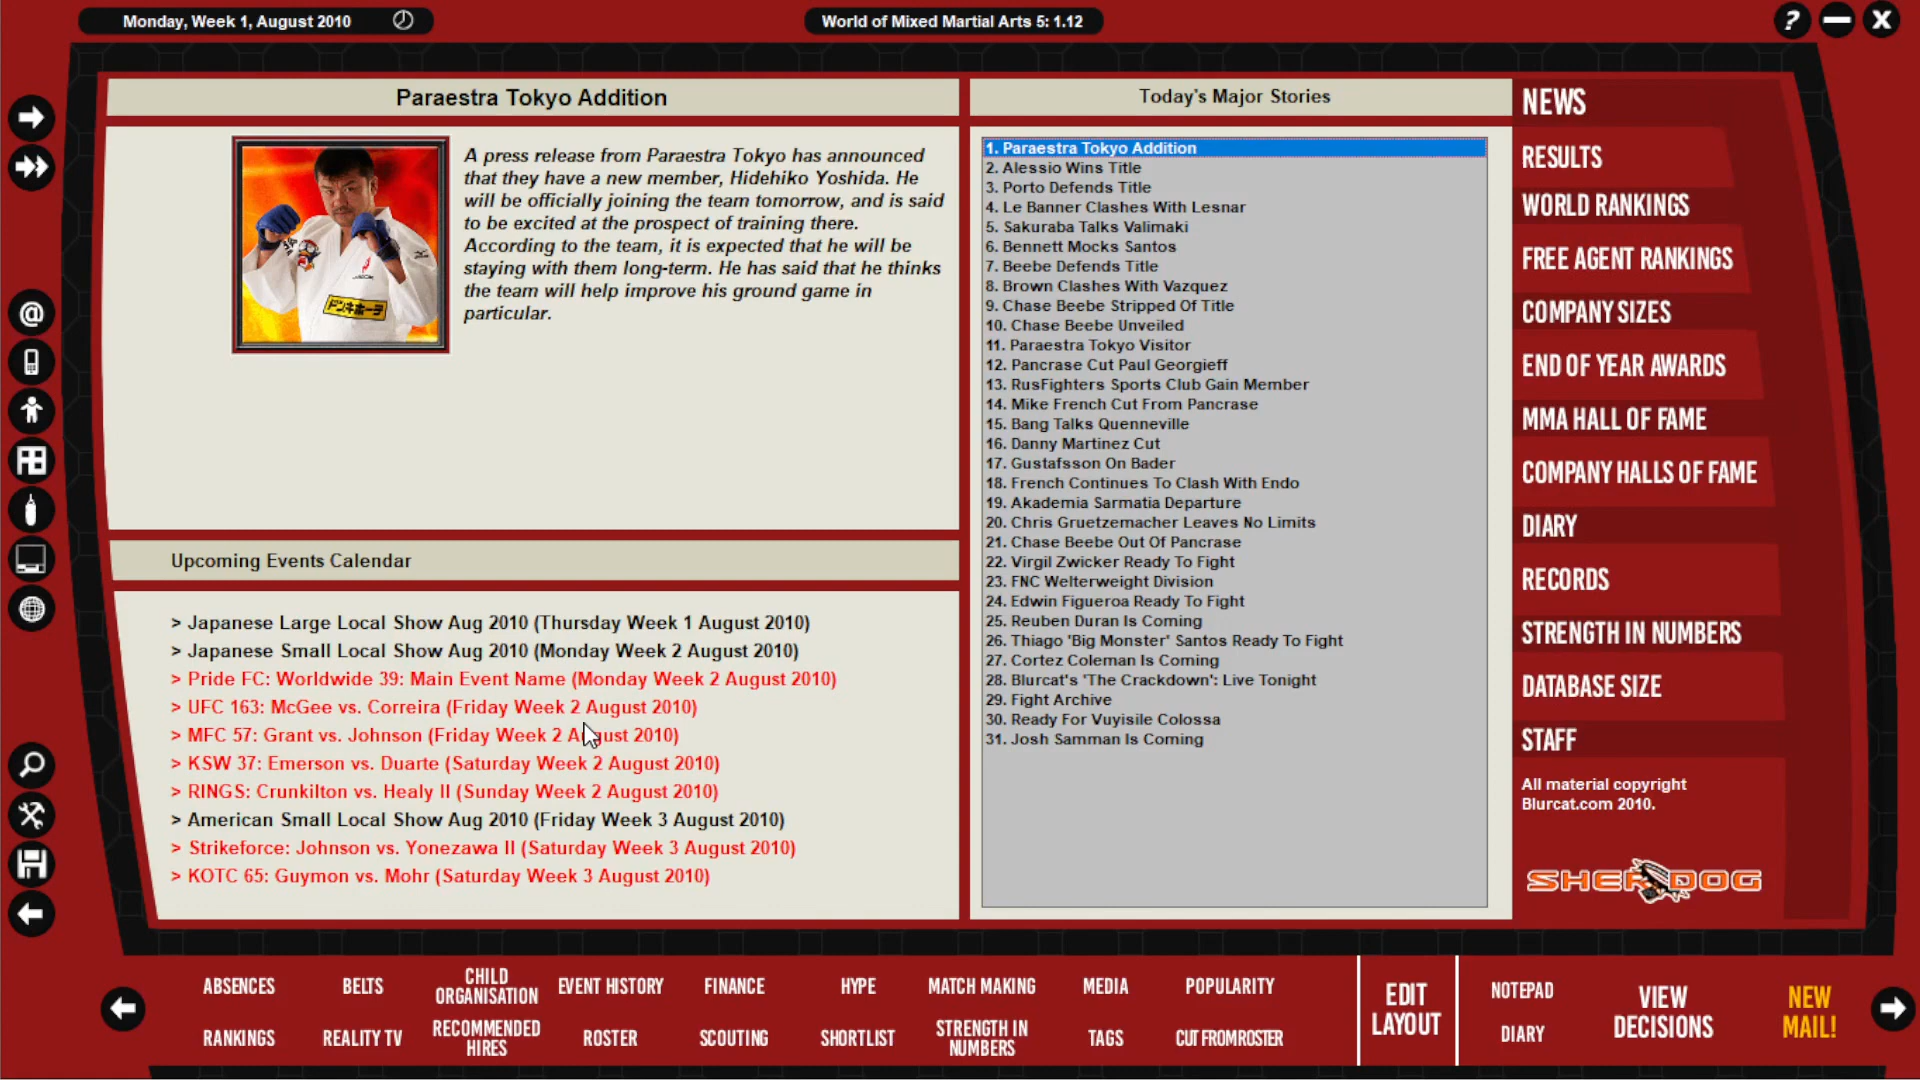 Monday, Week 1, August 2010
World of Mixed Martial Arts 5: 1.12
?
X
Paraestra Tokyo Addition
A press release from Paraestra Tokyo has announced
that they have a new member, Hidehiko Yoshida. He
will be officially joining the team tomorrow, and is said
to be excited at the prospect of training there.
According to the team, it is expected that he will be
staying with them long-term. He has said that he thinks
the team will help improve his ground game in
particular.
ドンキホーテ
Upcoming Events Calendar
> Japanese Large Local Show Aug 2010 (Thursday Week 1 August 2010)
> Japanese Small Local Show Aug 2010 (Monday Week 2 August 2010)
> Pride FC: Worldwide 39: Main Event Name (Monday Week 2 August 2010)
> UFC 163: McGee vs. Correira (Friday Week 2 August 2010)
> MFC 57: Grant vs. Johnson (Friday Week 2 August 2010)
> KSW 37: Emerson vs. Duarte (Saturday Week 2 August 2010)
> RINGS: Crunkilton vs. Healy II (Sunday Week 2 August 2010)
> American Small Local Show Aug 2010 (Friday Week 3 August 2010)
> Strikeforce: Johnson vs. Yonezawa II (Saturday Week 3 August 2010)
> KOTC 65: Guymon vs. Mohr (Saturday Week 3 August 2010)
Today's Major Stories
1. Paraestra Tokyo Addition
2. Alessio Wins Title
3. Porto Defends Title
4. Le Banner Clashes With Lesnar
5. Sakuraba Talks Valimaki
6. Bennett Mocks Santos
7. Beebe Defends Title
8. Brown Clashes With Vazquez
9. Chase Beebe Stripped Of Title
10. Chase Beebe Unveiled
11. Paraestra Tokyo Visitor
12. Pancrase Cut Paul Georgieff
13. RusFighters Sports Club Gain Member
14. Mike French Cut From Pancrase
15. Bang Talks Quenneville
16. Danny Martinez Cut
17. Gustafsson On Bader
18. French Continues To Clash With Endo
19. Akademia Sarmatia Departure
20. Chris Gruetzemacher Leaves No Limits
21. Chase Beebe Out Of Pancrase
22. Virgil Zwicker Ready To Fight
23. FNC Welterweight Division
24. Edwin Figueroa Ready To Fight
25. Reuben Duran Is Coming
26. Thiago 'Big Monster' Santos Ready To Fight
27. Cortez Coleman Is Coming
28. Blurcat's 'The Crackdown': Live Tonight
29. Fight Archive
30. Ready For Vuyisile Colossa
31. Josh Samman Is Coming
NEWS
RESULTS
WORLD RANKINGS
FREE AGENT RANKINGS
COMPANY SIZES
END OF YEAR AWARDS
MMA HALL OF FAME
COMPANY HALLS OF FAME
DIARY
RECORDS
STRENGTH IN NUMBERS
DATABASE SIZE
STAFF
All material copyright
Blurcat.com 2010.
SHERDOG
@
ABSENCES
BELTS
CHILD
ORGANISATION
EVENT HISTORY
FINANCE
HYPE
MATCH MAKING
MEDIA
POPULARITY
RANKINGS
REALITY TV
RECOMMENDED
HIRES
ROSTER
SCOUTING
SHORTLIST
STRENGTH IN
NUMBERS
TAGS
CUT FROM ROSTER
EDIT
LAYOUT
NOTEPAD
DIARY
VIEW
DECISIONS
NEW
MAIL!